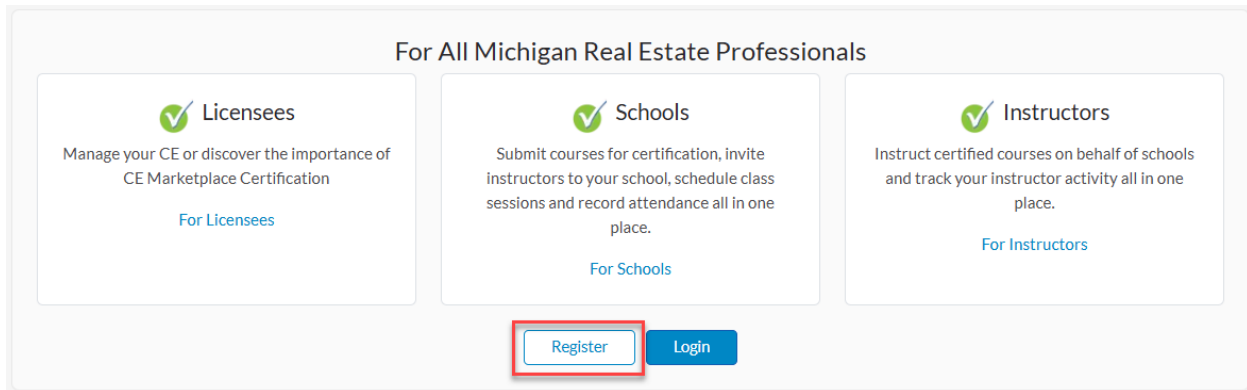 For All Michigan Real Estate Professionals
Licensees
Manage your CE or discover the importance of
CE Marketplace Certification
For Licensees
Schools
Submit courses for certification, invite
instructors to your school, schedule class
sessions and record attendance all in one
place.
For Schools
Instructors
Instruct certified courses on behalf of schools
and track your instructor activity all in one
place.
For Instructors
Register
Login